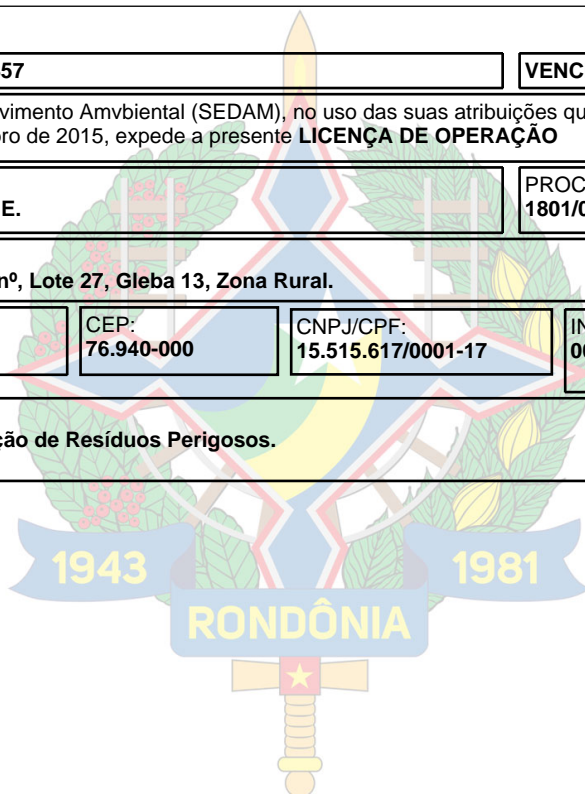 57 VENC
vimento Amvbiental (SEDAM), no uso das suas atribuições qu
bro de 2015, expede a presente LICENÇA DE OPERAÇÃO
E. PROC
1801/0
nº, Lote 27, Gleba 13, Zona Rural.
CEP: CNPJ/CPF: IN
76.940-000 15.515.617/0001-17 00
ção de Resíduos Perigosos.
1943 1981
RONDÔNIA